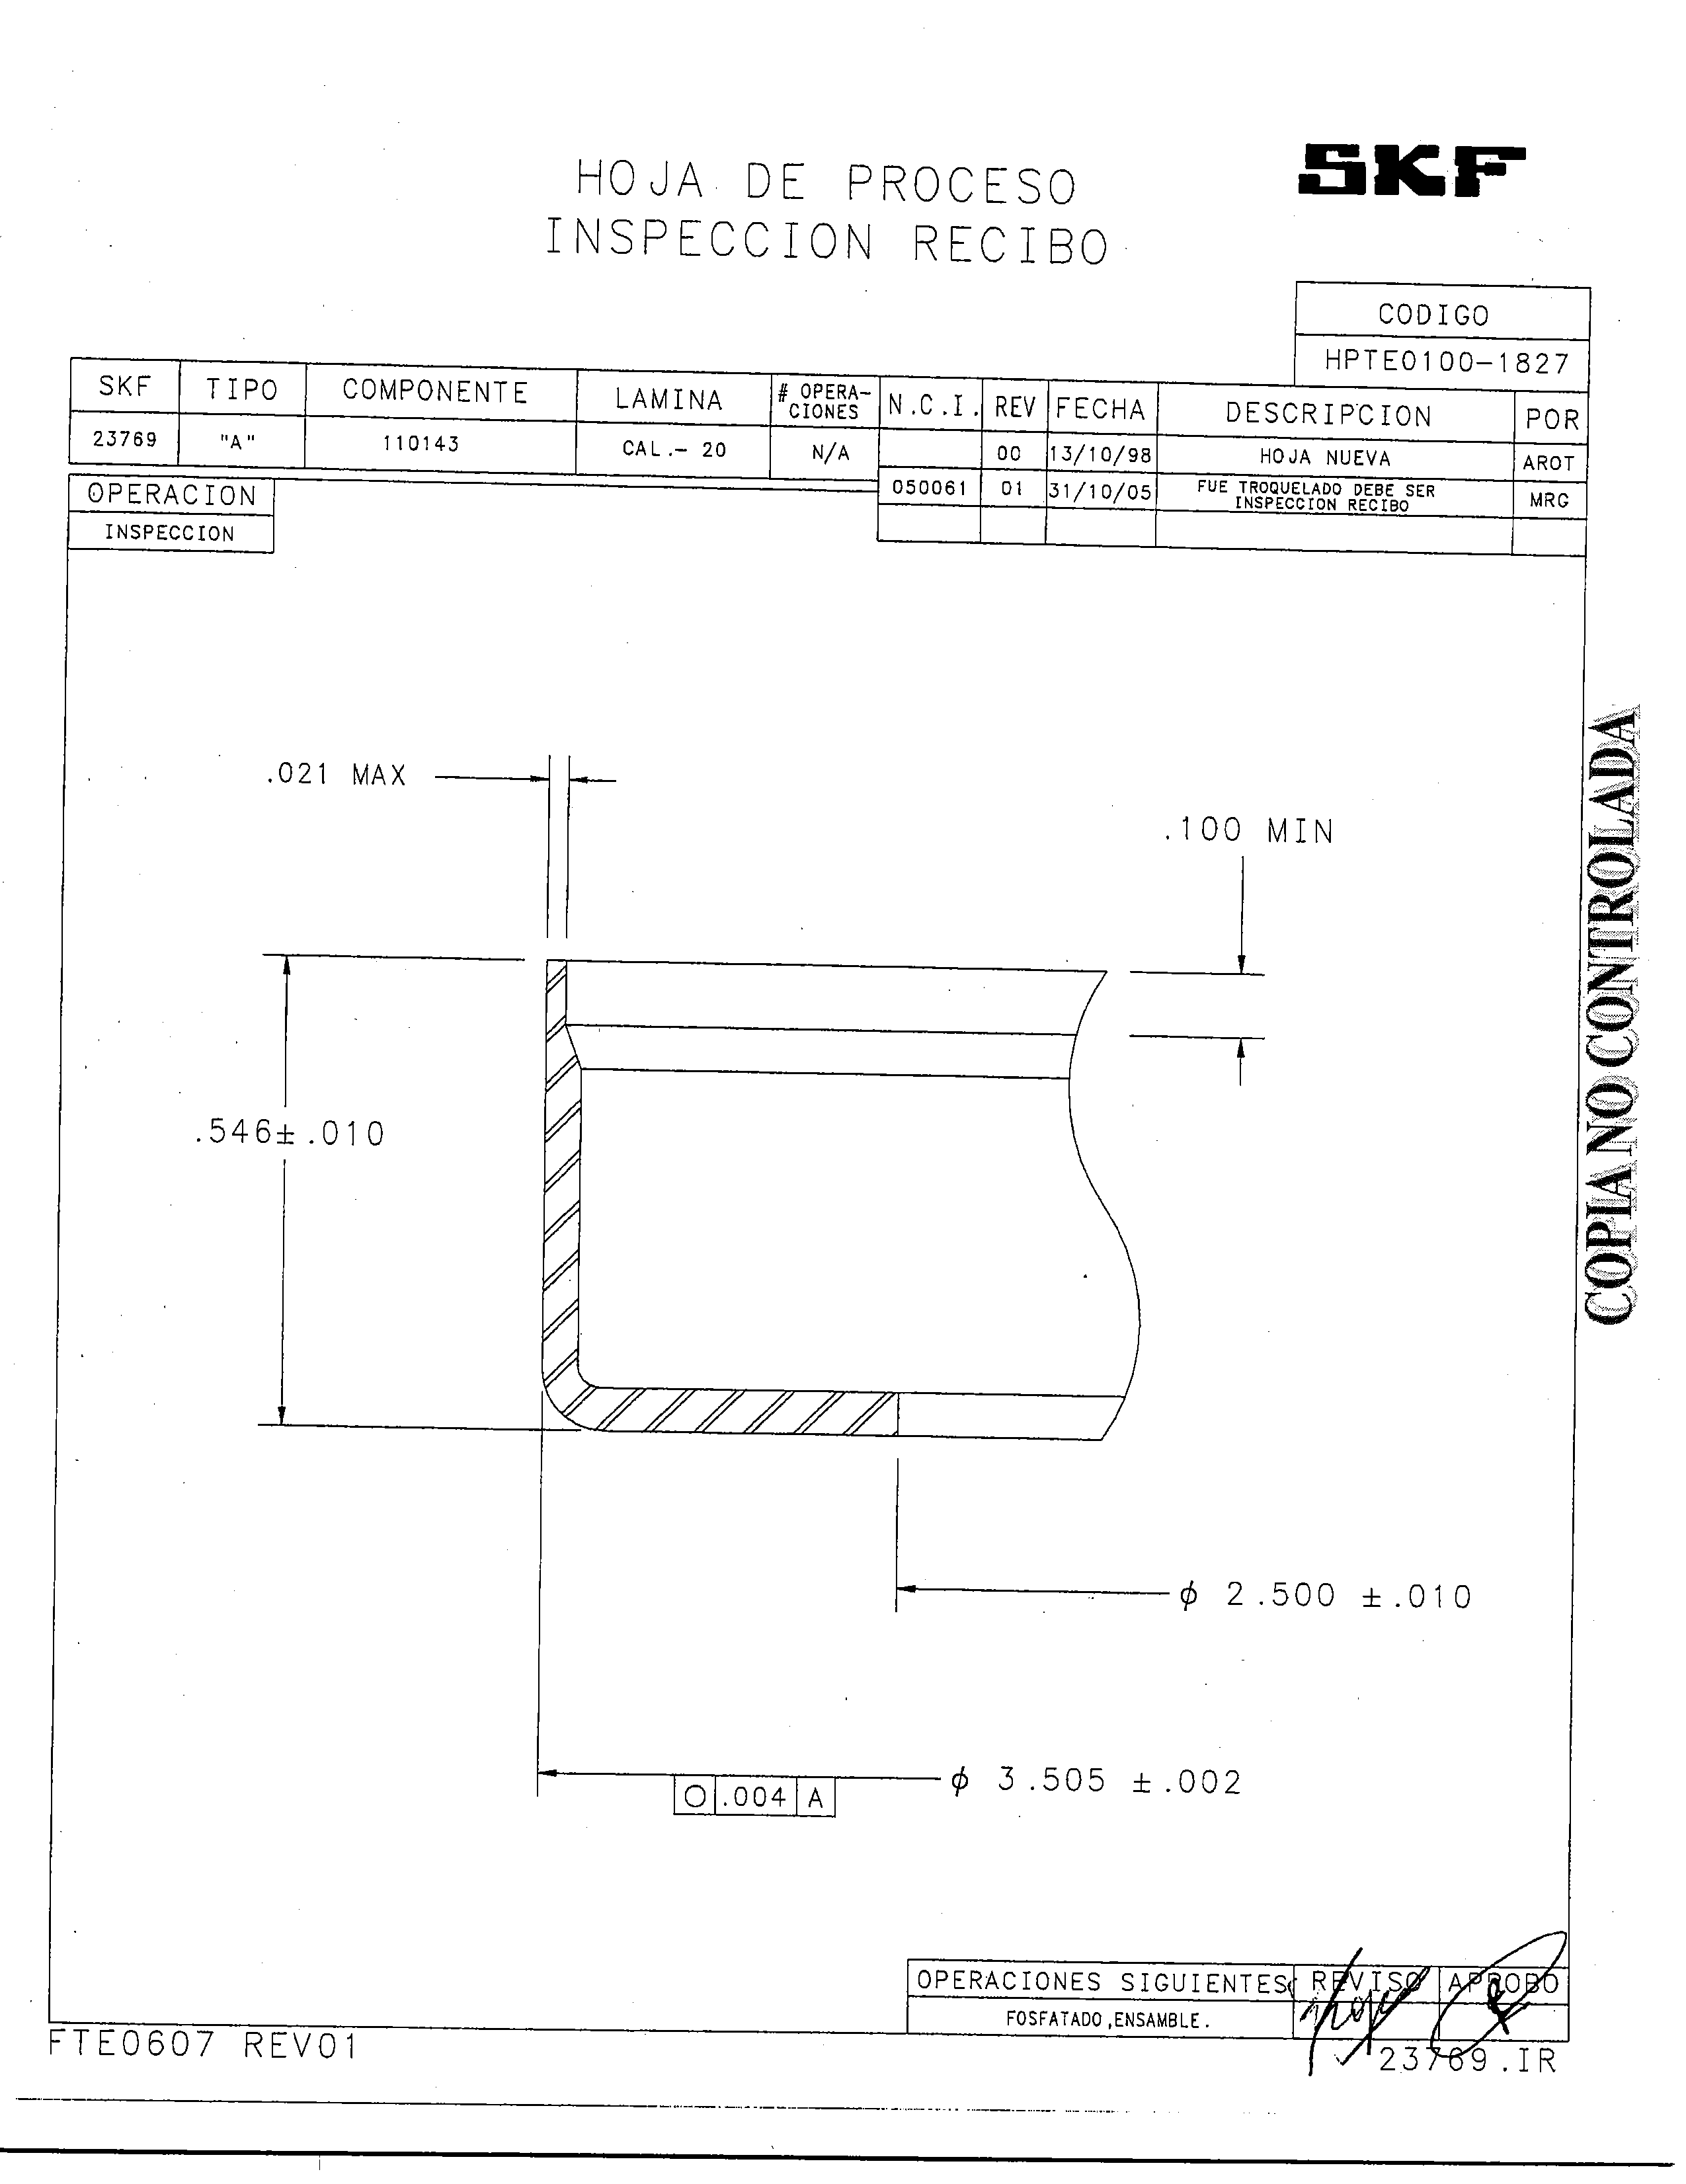 HOJA DE PROCESO
INSPECCION RECIBO
SKF
CODIGO
HPTE0100-1827
SKF TIPO COMPONENTE LAMINA # OPERA-CIONES N.C.I. REV FECHA DESCRIPCION POR
23769 "A" 110143 CAL.- 20 N/A 00 13/10/98 HOJA NUEVA AROT
050061 01 31/10/05 FUE TROQUELADO DEBE SER INSPECCION RECIBO MRG
OPERACION
INSPECCION
.021 MAX
.100 MIN
.546±.010
φ 2.500 ±.010
φ 3.505 ±.002
○ .004 A
COPIA NO CONTROLADA
OPERACIONES SIGUIENTES REVISO APROBO
FOSFATADO,ENSAMBLE.
FTE0607 REV01
23769.IR